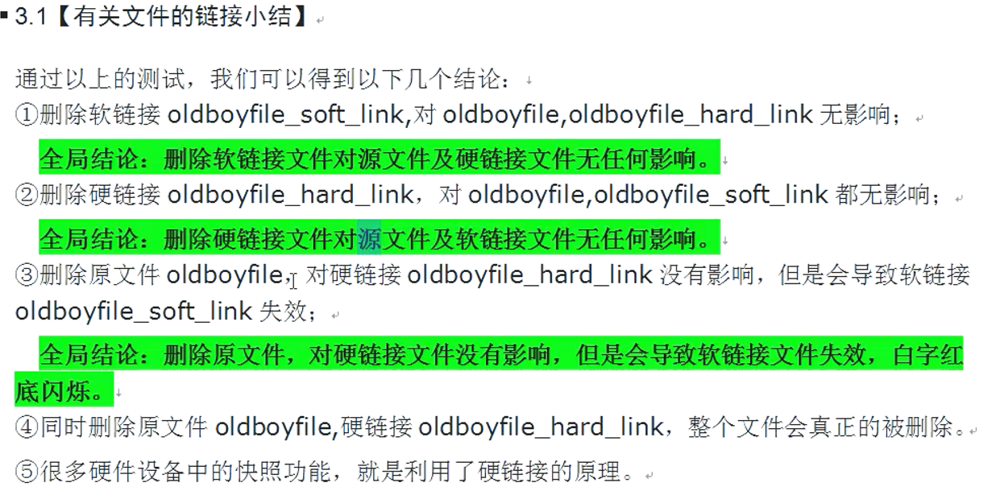 3.1【有关文件的链接小结】
通过以上的测试，我们可以得到以下几个结论：
①删除软链接 oldboyfile_soft_link,对 oldboyfile,oldboyfile_hard_link 无影响；
全局结论：删除软链接文件对源文件及硬链接文件无任何影响。
②删除硬链接 oldboyfile_hard_link，对 oldboyfile,oldboyfile_soft_link 都无影响；
全局结论：删除硬链接文件对源文件及软链接文件无任何影响。
③删除原文件 oldboyfile，对硬链接 oldboyfile_hard_link 没有影响，但是会导致软链接
oldboyfile_soft_link 失效；
全局结论：删除原文件，对硬链接文件没有影响，但是会导致软链接文件失效，白字红
底闪烁。
④同时删除原文件 oldboyfile,硬链接 oldboyfile_hard_link，整个文件会真正的被删除。
⑤很多硬件设备中的快照功能，就是利用了硬链接的原理。